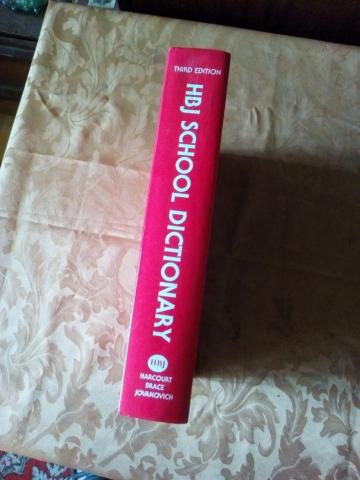 THIRD EDITION
HBJ SCHOOL DICTIONARY
HBJ
HARCOURT
BRACE
JOVANOVICH